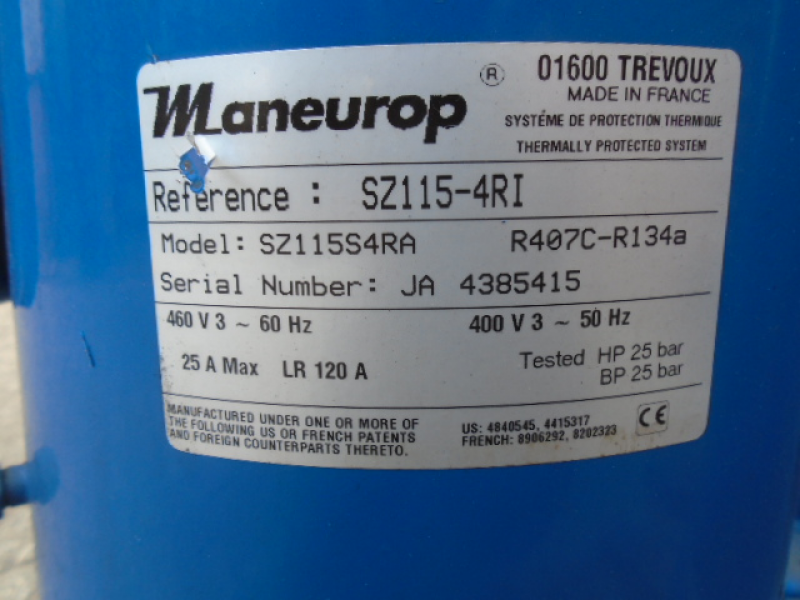 Maneurop ®
01600 TREVOUX
MADE IN FRANCE
SYSTÉME DE PROTECTION THERMIQUE
THERMALLY PROTECTED SYSTEM
Reference : SZ115-4RI
Model: SZ115S4RA R407C-R134a
Serial Number: JA 4385415
460 V 3 ~ 60 Hz 400 V 3 ~ 50 Hz
25 A Max LR 120 A Tested HP 25 bar
BP 25 bar
MANUFACTURED UNDER ONE OR MORE OF
THE FOLLOWING US OR FRENCH PATENTS
AND FOREIGN COUNTERPARTS THERETO.
US: 4840545, 4415317
FRENCH: 8906292, 8202323
CE